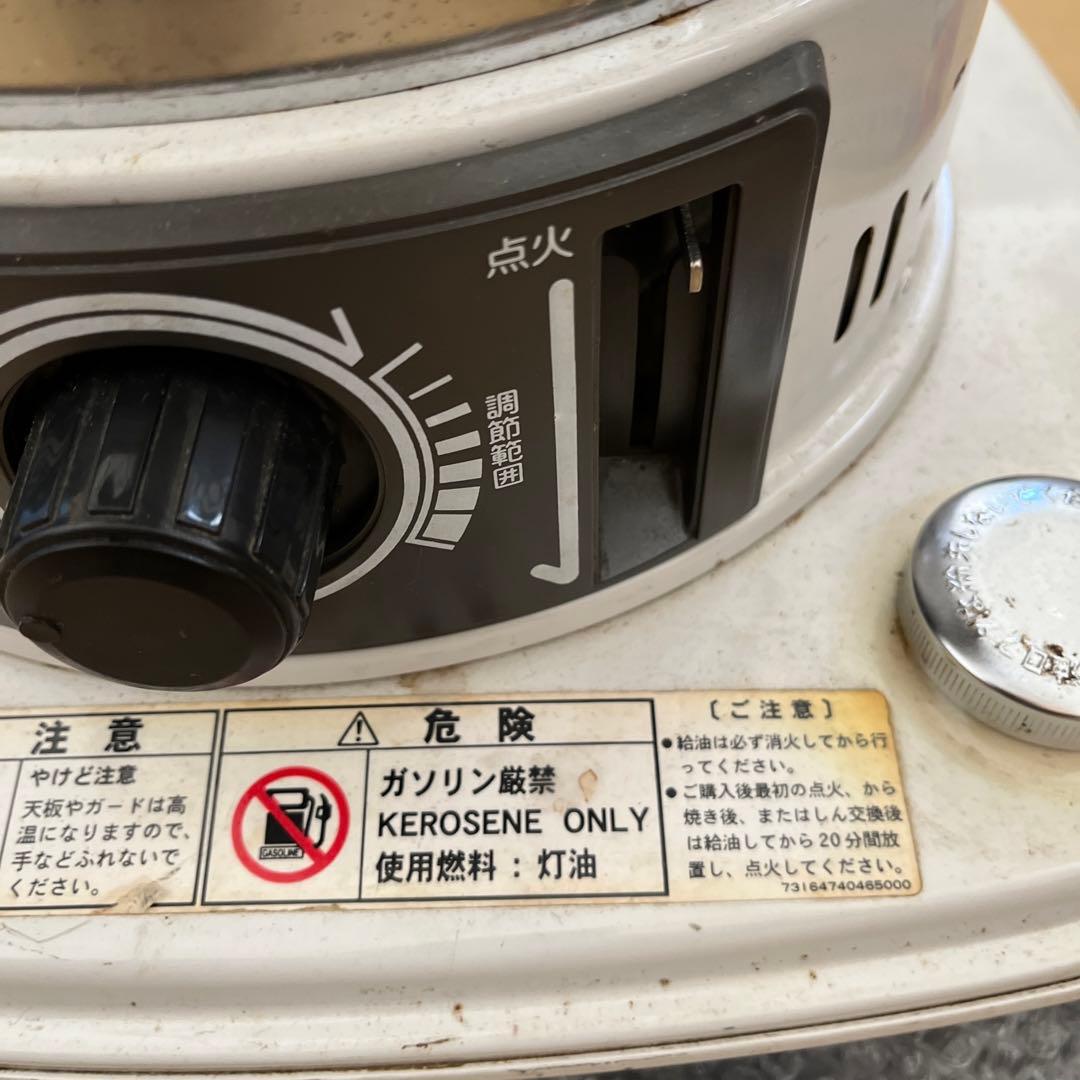 点火
調節範囲
注意
やけど注意
天板やガードは高
温になりますので、
手などふれないで
ください。
危険
GASOLINE
ガソリン厳禁
KEROSENE ONLY
使用燃料:灯油
〔ご注意〕
●給油は必ず消火してから行
ってください。
●ご購入後最初の点火、から
焼き後、またはしん交換後
は給油してから20分間放
置し、点火してください。
73164740465000